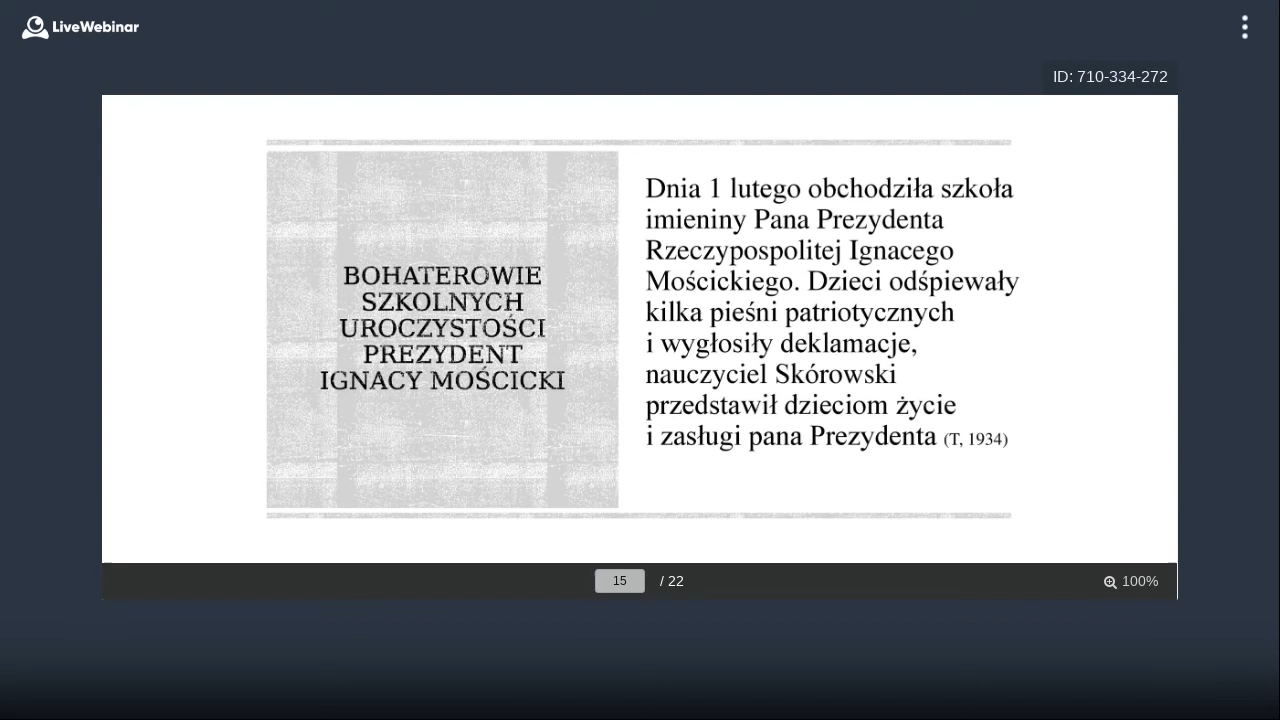 LiveWebinar
ID: 710-334-272
BOHATEROWIE
SZKOLNYCH
UROCZYSTOŚCI
PREZYDENT
IGNACY MOŚCICKI
Dnia 1 lutego obchodziła szkoła
imieniny Pana Prezydenta
Rzeczypospolitej Ignacego
Mościckiego. Dzieci odśpiewały
kilka pieśni patriotycznych
i wygłosiły deklamacje,
nauczyciel Skórowski
przedstawił dzieciom życie
i zasługi pana Prezydenta (T, 1934)
15 / 22
100%